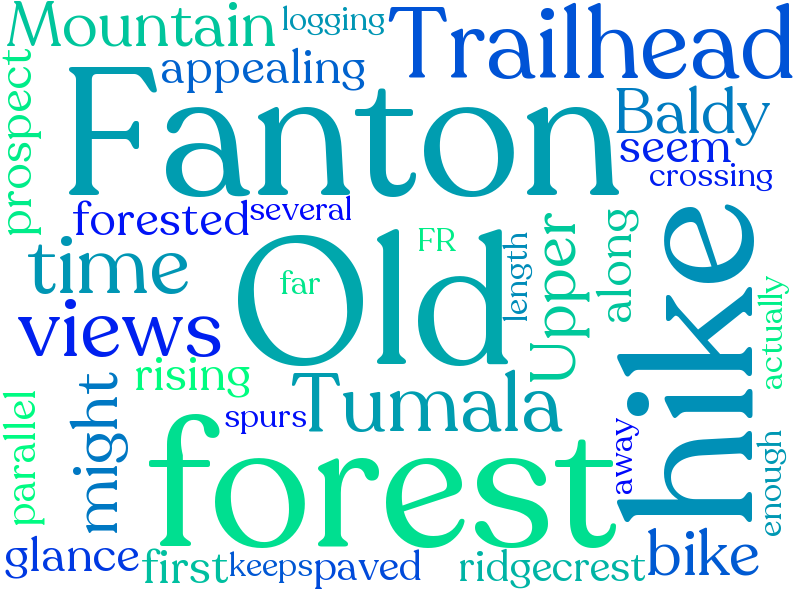 Mountain
logging
Trailhead
appealing
prospect
Fanton
Baldy
seem
crossing
forested
several
time
Old
FR
far
length
Upper
along
hike
actually
views
rising
might
Tumala
parallel
spurs
forest
away
enough
glance
first
keeps
paved
ridgecrest
bike